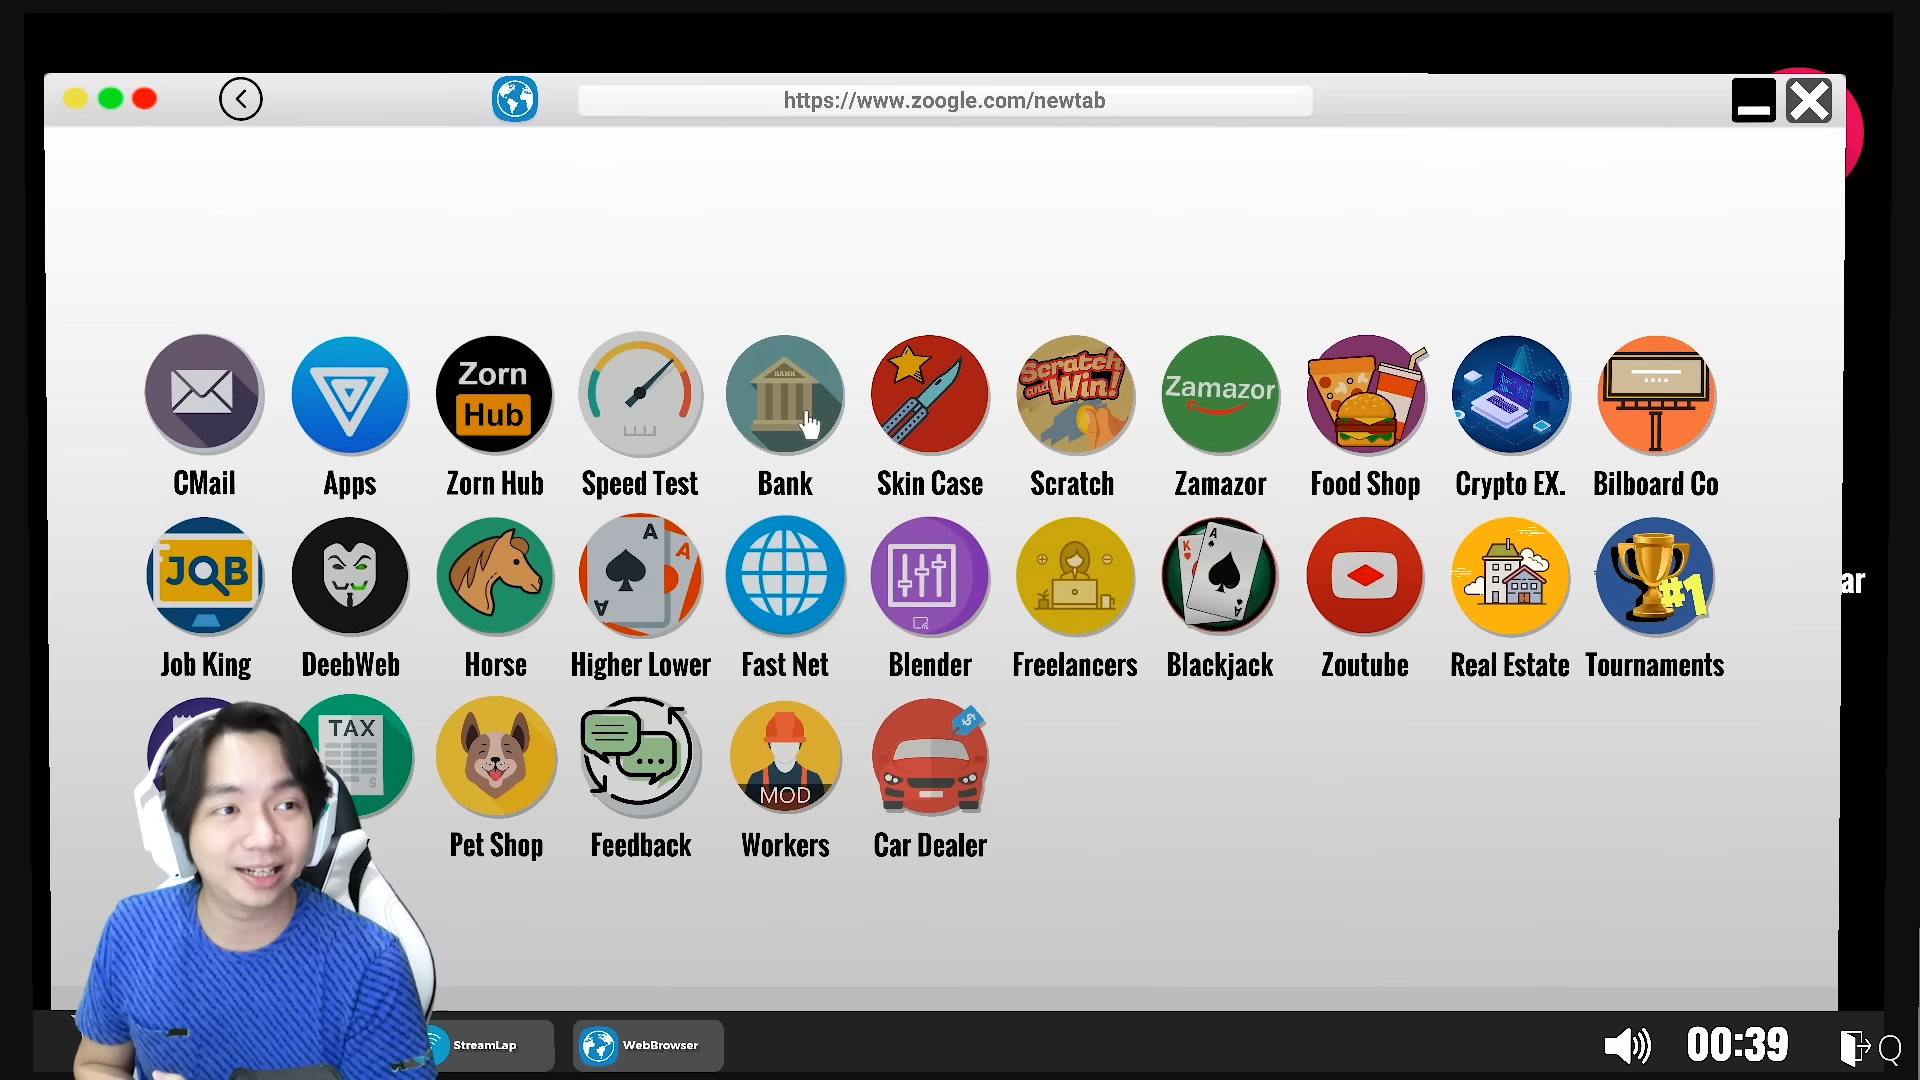 https://www.zoogle.com/newtab
Zorn
Hub
BANK
Scratch
and Win!
Zamazor
CMail
Apps
Zorn Hub
Speed Test
Bank
Skin Case
Scratch
Zamazor
Food Shop
Crypto EX.
Bilboard Co
JOB
A
A
A
K
A
A
#1
ar
Job King
DeebWeb
Horse
Higher Lower
Fast Net
Blender
Freelancers
Blackjack
Zoutube
Real Estate
Tournaments
TAX
$
MOD
$
Pet Shop
Feedback
Workers
Car Dealer
StreamLap
WebBrowser
00:39
Q